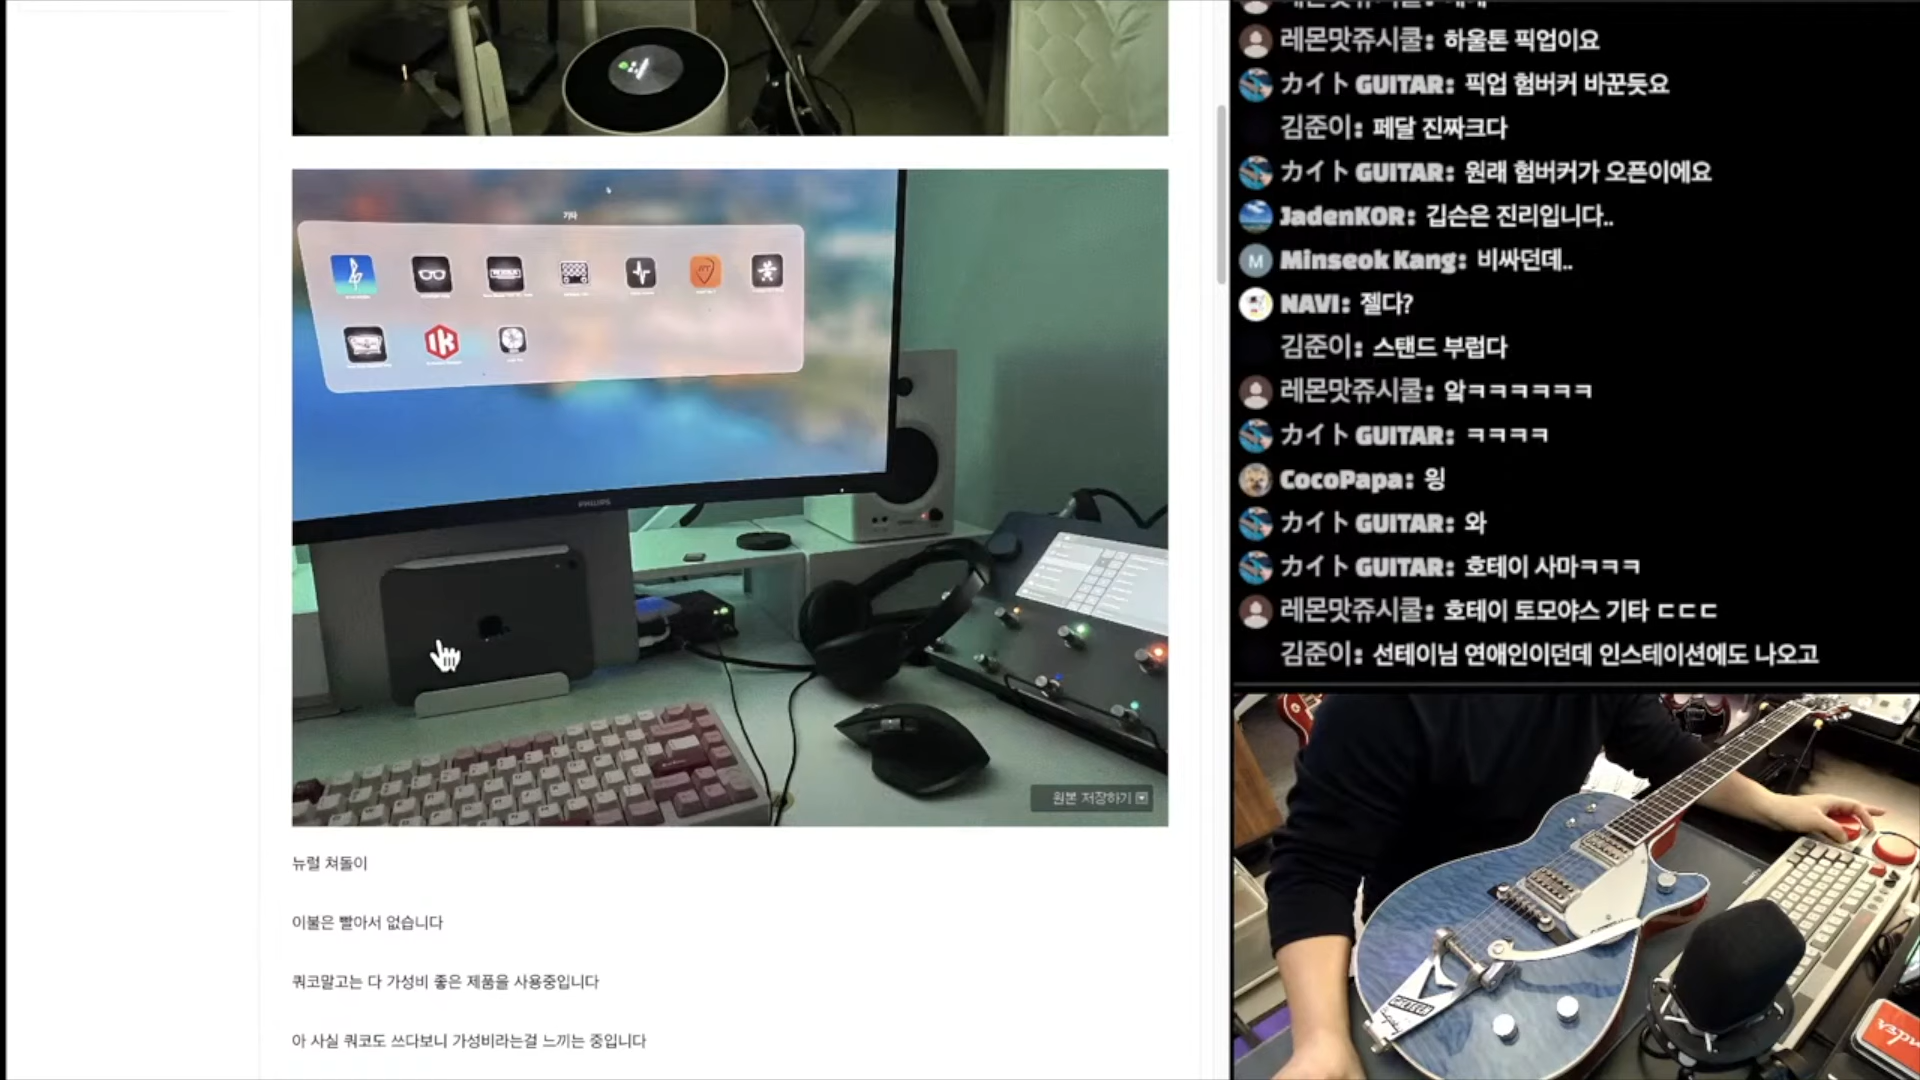 기타
PHILIPS
원본 저장하기
뉴럴 쳐돌이
이불은 빨아서 없습니다
쿼코말고는 다 가성비 좋은 제품을 사용중입니다
아 사실 쿼코도 쓰다보니 가성비라는걸 느끼는 중입니다
레몬맛쥬시쿨: 하울톤 픽업이요
カイト GUITAR: 픽업 험버커 바꾼듯요
김준이: 페달 진짜크다
カイト GUITAR: 원래 험버커가 오픈이에요
JadenKOR: 깁슨은 진리입니다..
M Minseok Kang: 비싸던데..
NAVI: 젤다?
김준이: 스탠드 부럽다
레몬맛쥬시쿨: 앜ㅋㅋㅋㅋㅋㅋ
カイト GUITAR: ㅋㅋㅋㅋ
CocoPapa: 윙
カイト GUITAR: 와
カイト GUITAR: 호테이 사마ㅋㅋㅋ
레몬맛쥬시쿨: 호테이 토모야스 기타 ㄷㄷㄷ
김준이: 선테이님 연애인이던데 인스테이션에도 나오고
GRETSCH